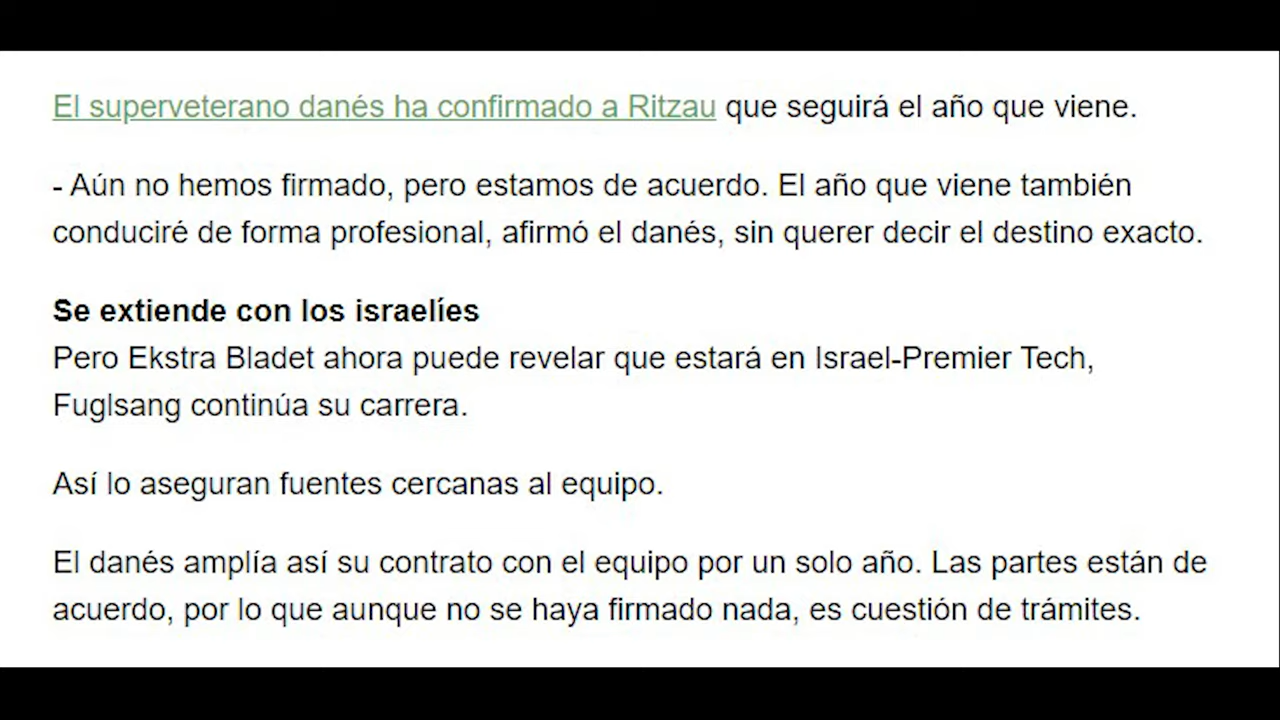 El superveterano danés ha confirmado a Ritzau que seguirá el año que viene.
- Aún no hemos firmado, pero estamos de acuerdo. El año que viene también
conduciré de forma profesional, afirmó el danés, sin querer decir el destino exacto.
Se extiende con los israelíes
Pero Ekstra Bladet ahora puede revelar que estará en Israel-Premier Tech,
Fuglsang continúa su carrera.
Así lo aseguran fuentes cercanas al equipo.
El danés amplía así su contrato con el equipo por un solo año. Las partes están de
acuerdo, por lo que aunque no se haya firmado nada, es cuestión de trámites.